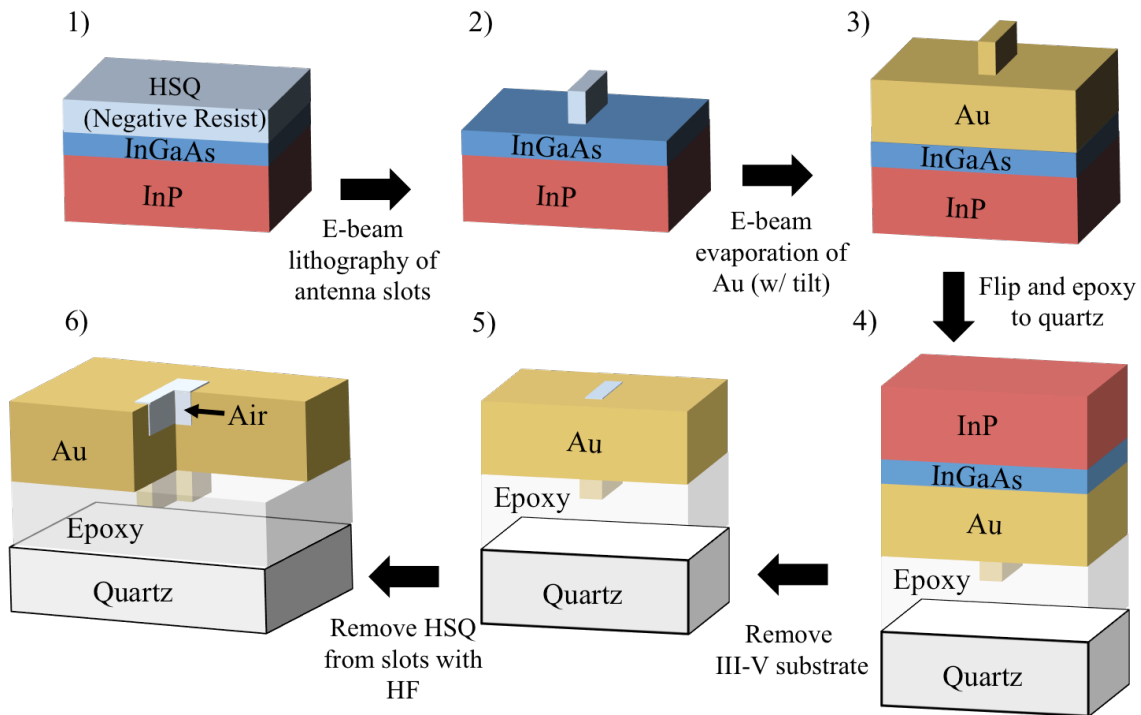 1)
HSQ
(Negative Resist)
InGaAs
InP
E-beam
lithography of
antenna slots
2)
InGaAs
InP
E-beam
evaporation of
Au (w/ tilt)
3)
Au
InGaAs
InP
Flip and epoxy
to quartz
4)
InP
InGaAs
Au
Epoxy
Quartz
Remove
III-V substrate
5)
Au
Epoxy
Quartz
Remove HSQ
from slots with
HF
6)
Air
Au
Epoxy
Quartz